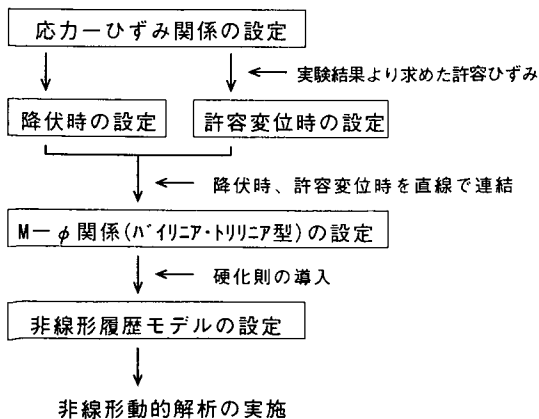 応力ーひずみ関係の設定
実験結果より求めた許容ひずみ
降伏時の設定
許容変位時の設定
降伏時、許容変位時を直線で連結
M－φ関係(ﾊﾞｲﾘﾆｱ・ﾄﾘﾘﾆｱ型)の設定
硬化則の導入
非線形履歴モデルの設定
非線形動的解析の実施